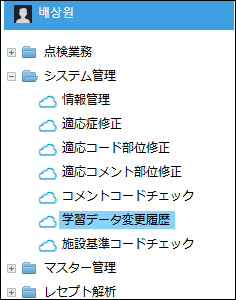 배상원
点検業務
システム管理
情報管理
適応症修正
適応コード部位修正
適応コメント部位修正
コメントコードチェック
学習データ変更履歴
施設基準コードチェック
マスター管理
レセプト解析